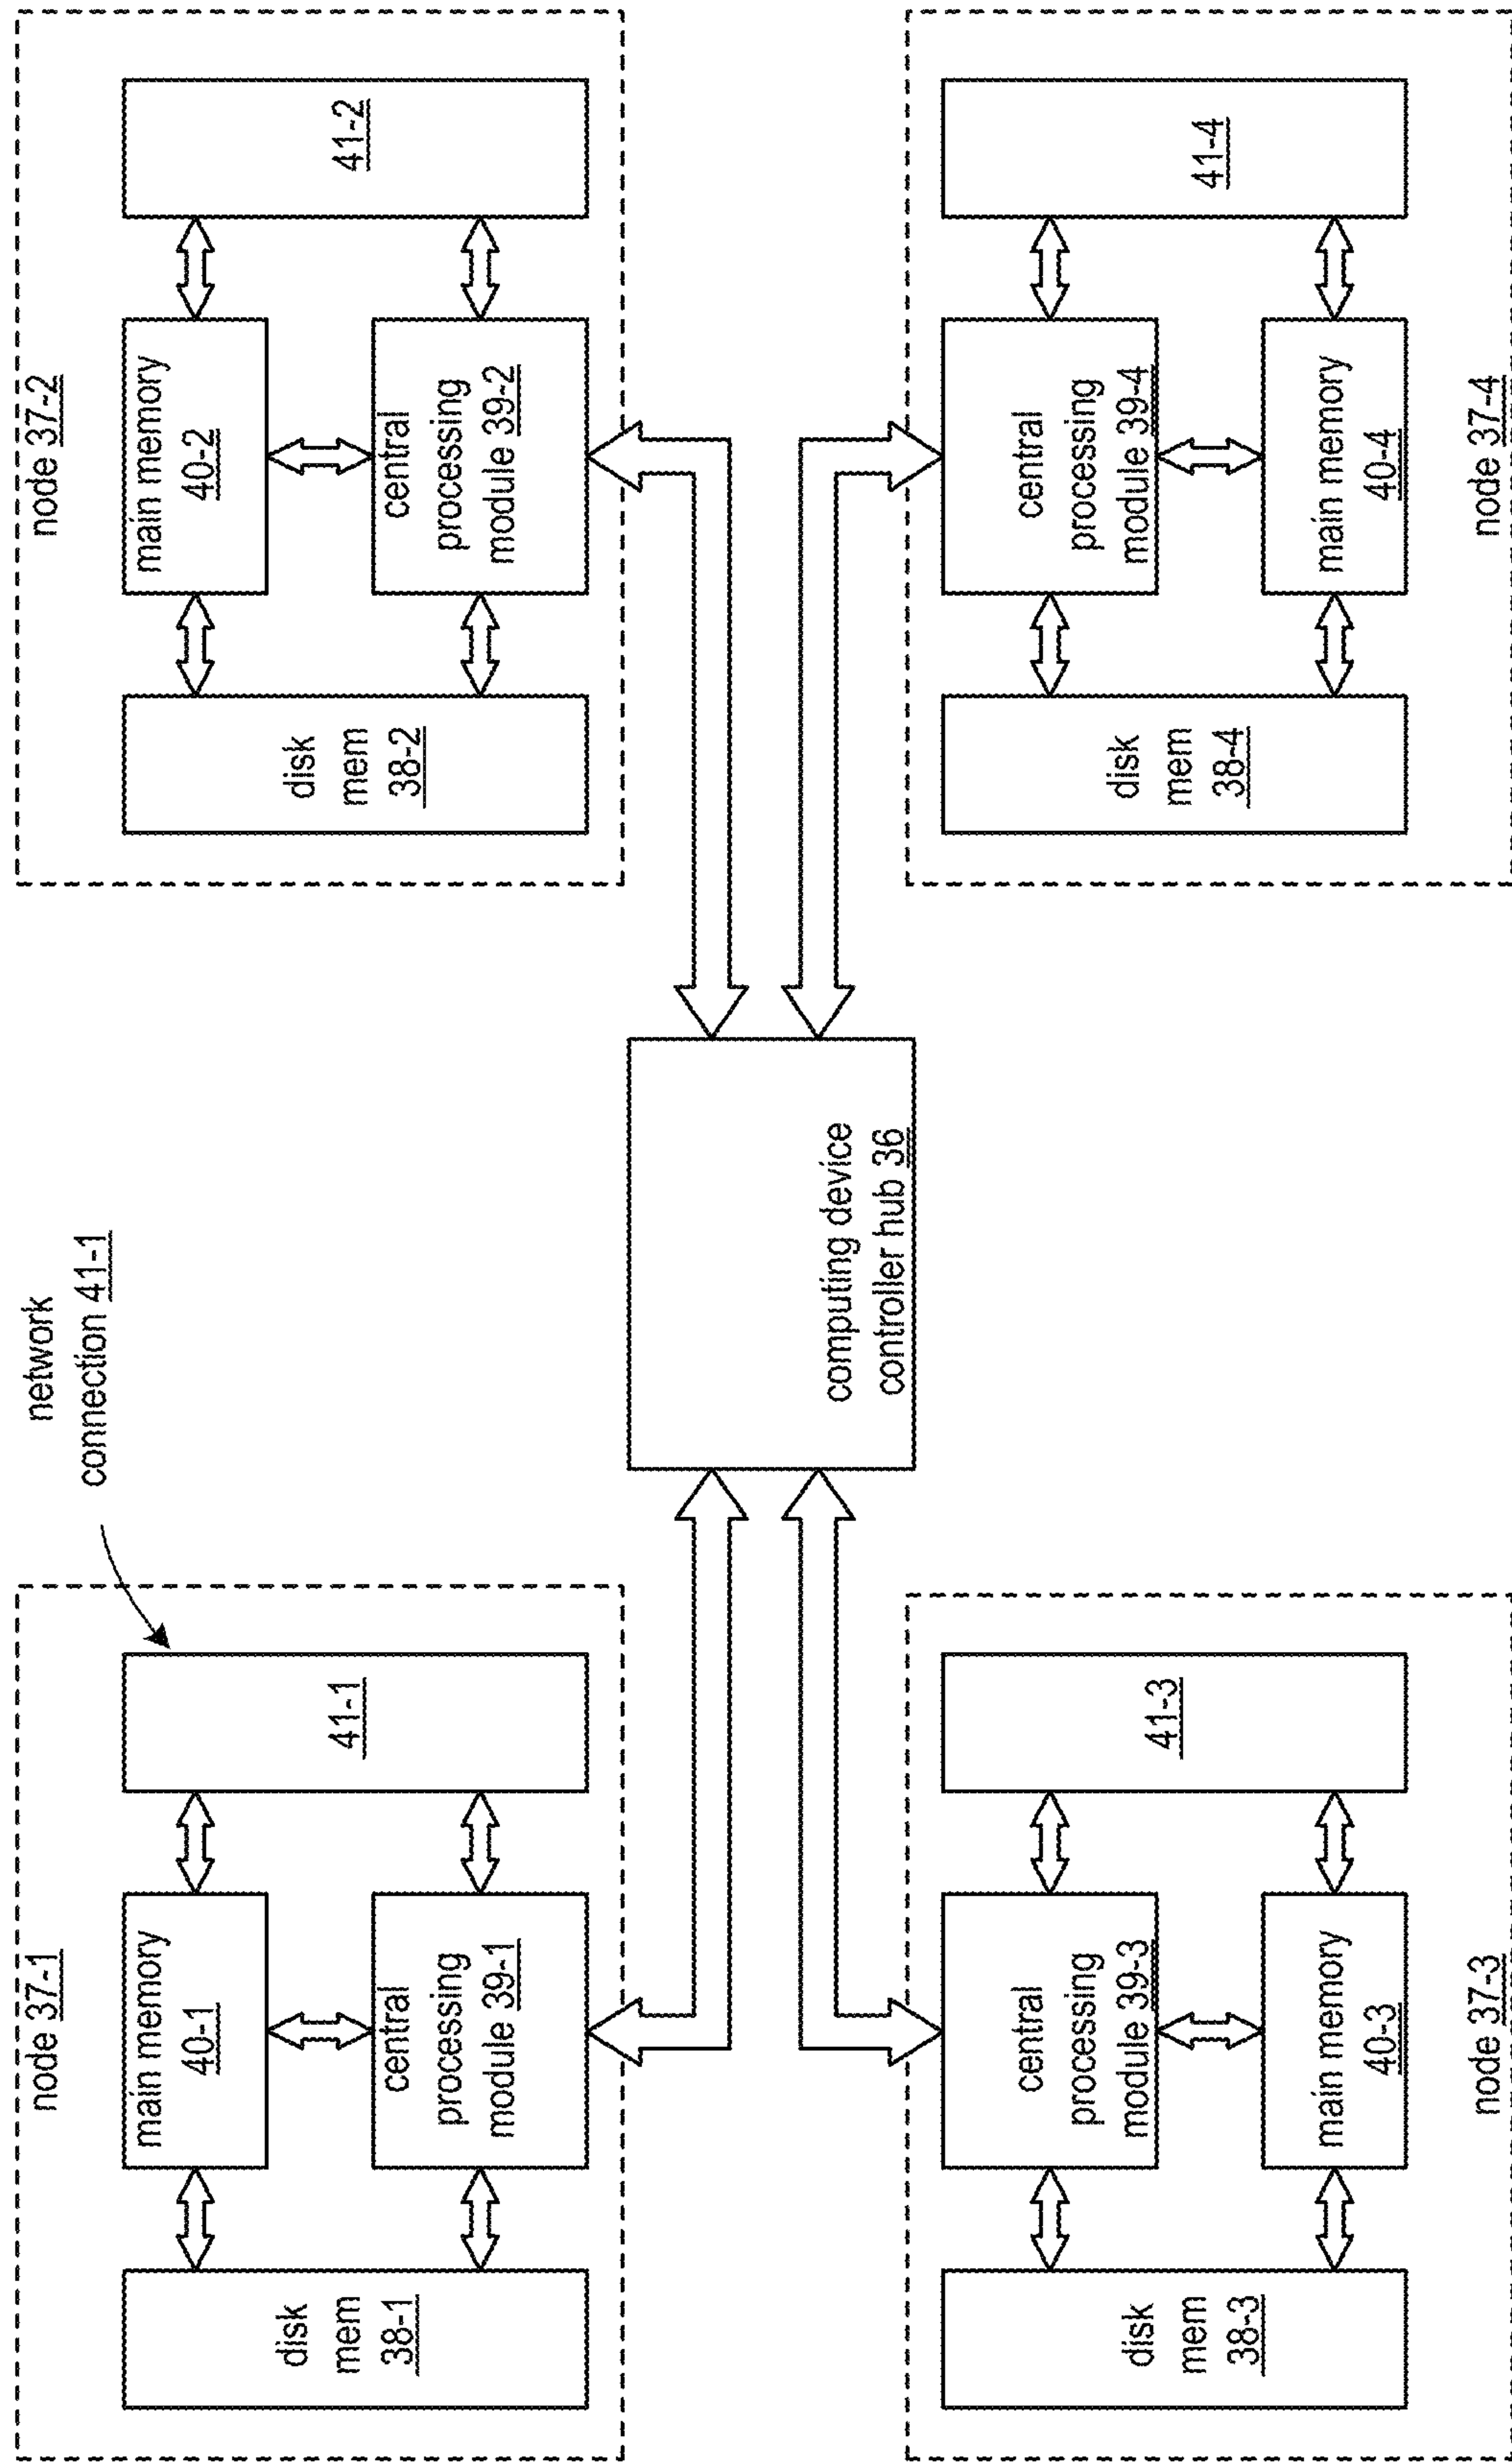 node 37-1
main memory
40-1
central
processing
module 39-1
disk
mem
38-1
41-1
network
connection 41-1
node 37-2
main memory
40-2
central
processing
module 39-2
disk
mem
38-2
41-2
computing device
controller hub 36
central
processing
module 39-3
main memory
40-3
disk
mem
38-3
41-3
node 37-3
central
processing
module 39-4
main memory
40-4
disk
mem
38-4
41-4
node 37-4